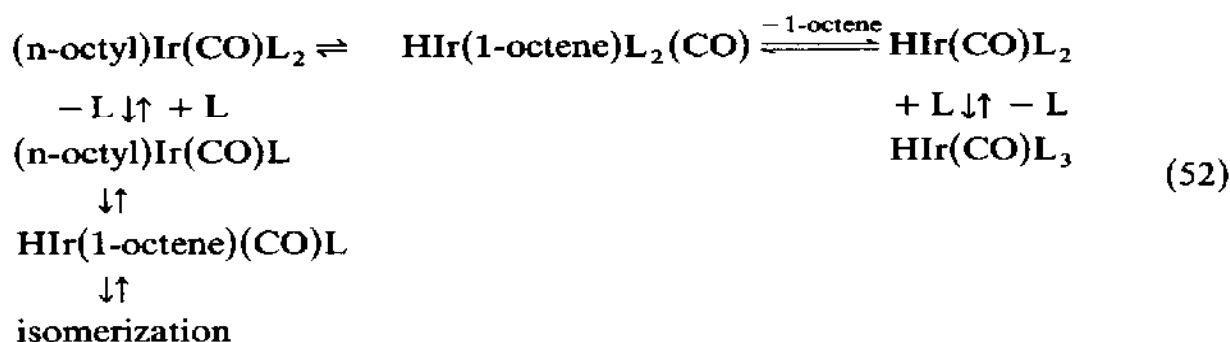 (n-octyl)Ir(CO)L₂ ⇌ HIr(1-octene)L₂(CO) ⇌ − 1-octene HIr(CO)L₂
− L ↓↑ + L + L ↓↑ − L
(n-octyl)Ir(CO)L HIr(CO)L₃
(52)
↓↑
HIr(1-octene)(CO)L
↓↑
isomerization